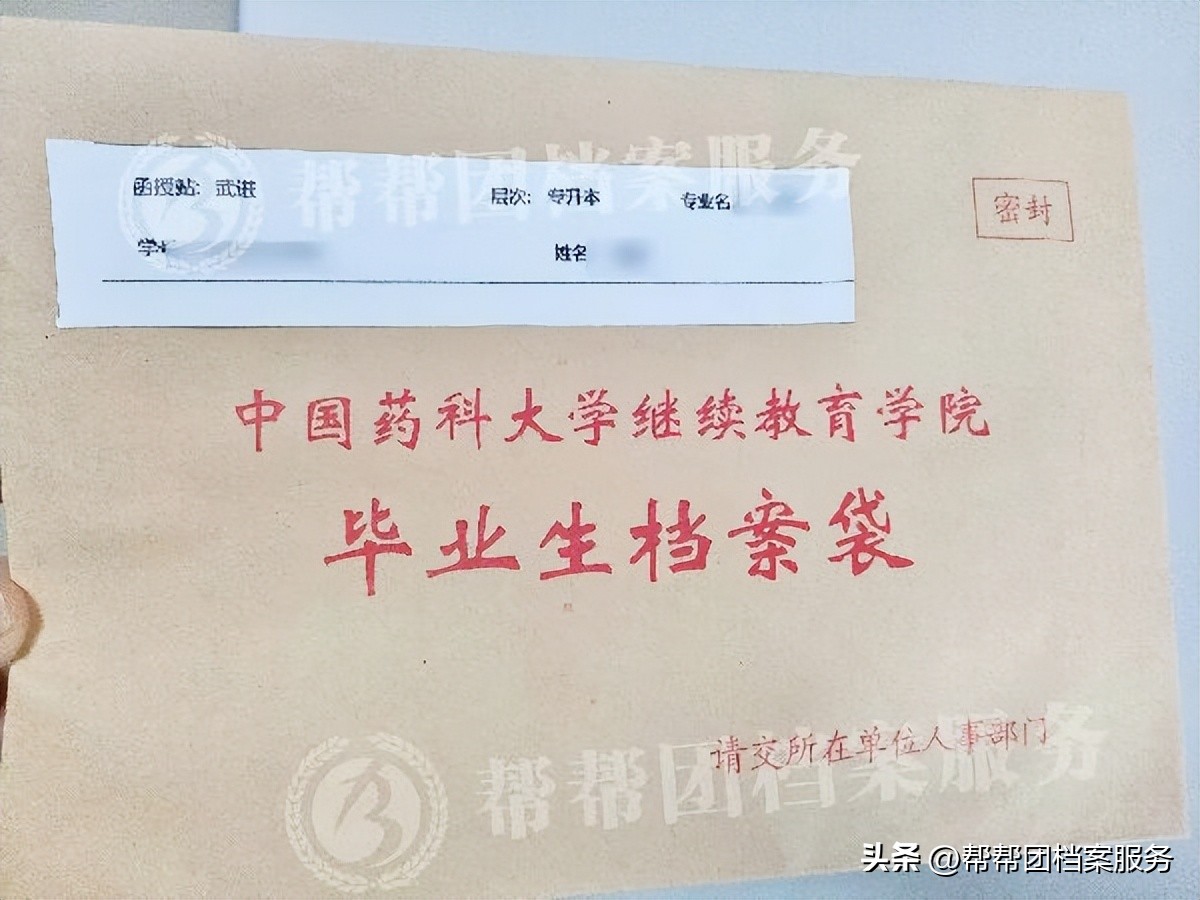 帮帮团档案服务
函授站: 武进 层次: 专升本 专业名
密封
学 姓名
中国药科大学继续教育学院
毕业生档案袋
请交所在单位人事部门
帮帮团档案服务
头条 @帮帮团档案服务